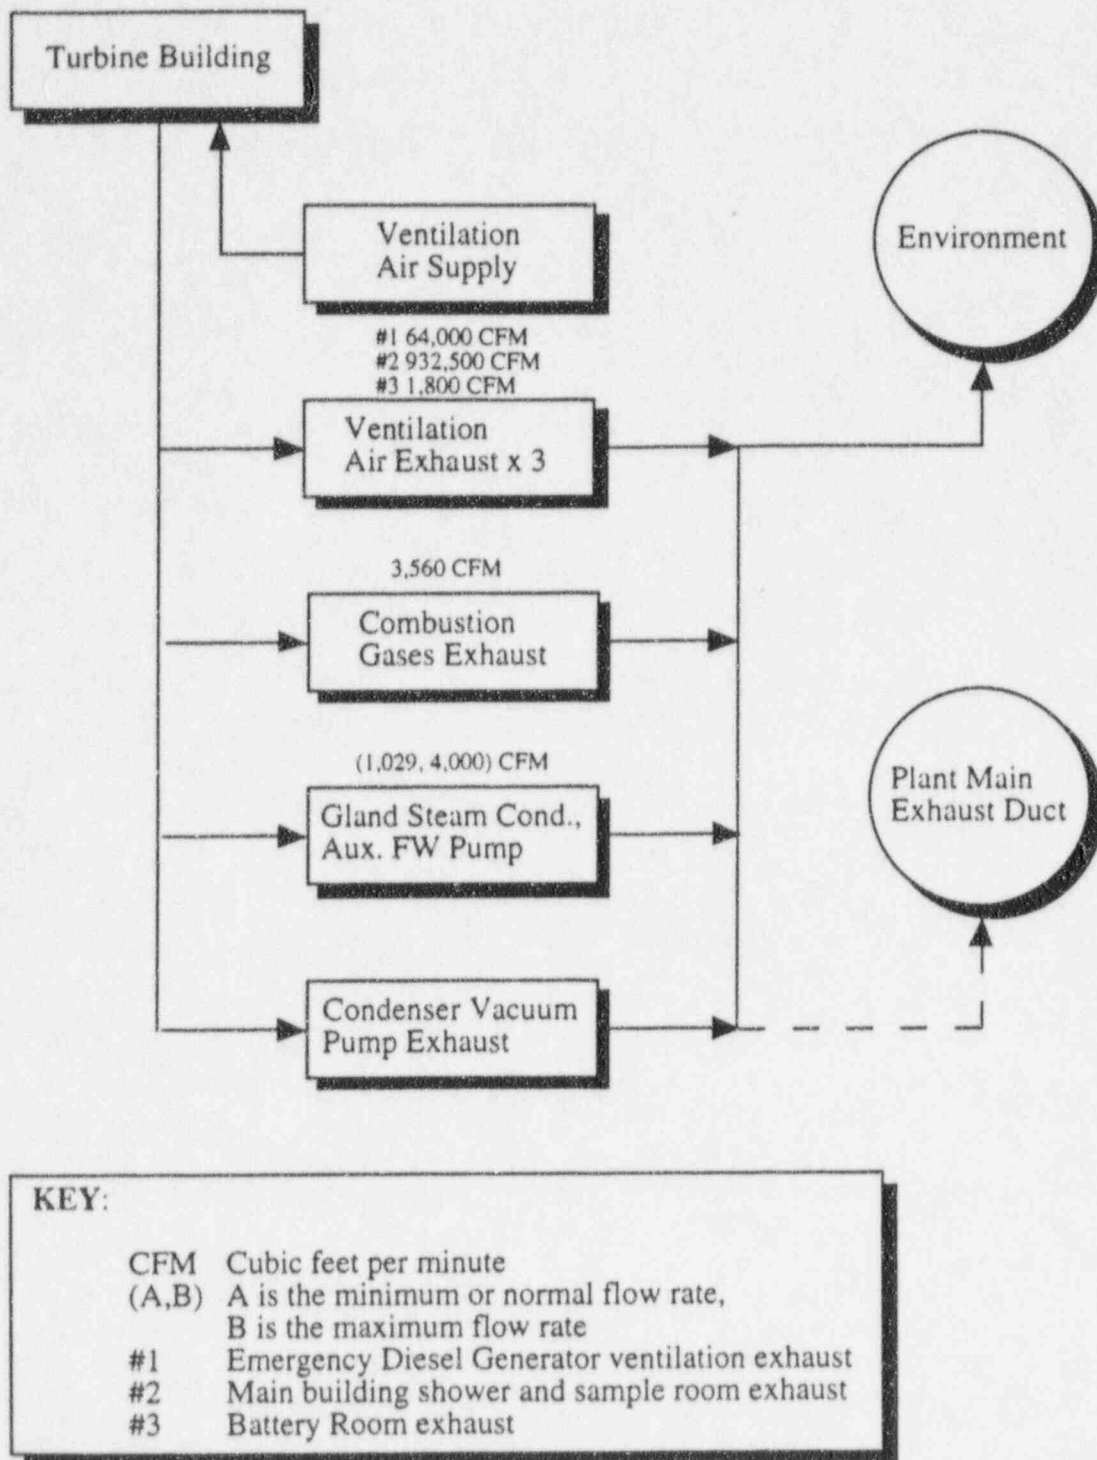 Turbine Building
Ventilation
Air Supply
Environment
#1 64,000 CFM
#2 932,500 CFM
#3 1,800 CFM
Ventilation
Air Exhaust x 3
3,560 CFM
Combustion
Gases Exhaust
(1,029, 4,000) CFM
Gland Steam Cond.,
Aux. FW Pump
Plant Main
Exhaust Duct
Condenser Vacuum
Pump Exhaust
KEY:
CFM Cubic feet per minute
(A,B) A is the minimum or normal flow rate,
B is the maximum flow rate
#1 Emergency Diesel Generator ventilation exhaust
#2 Main building shower and sample room exhaust
#3 Battery Room exhaust